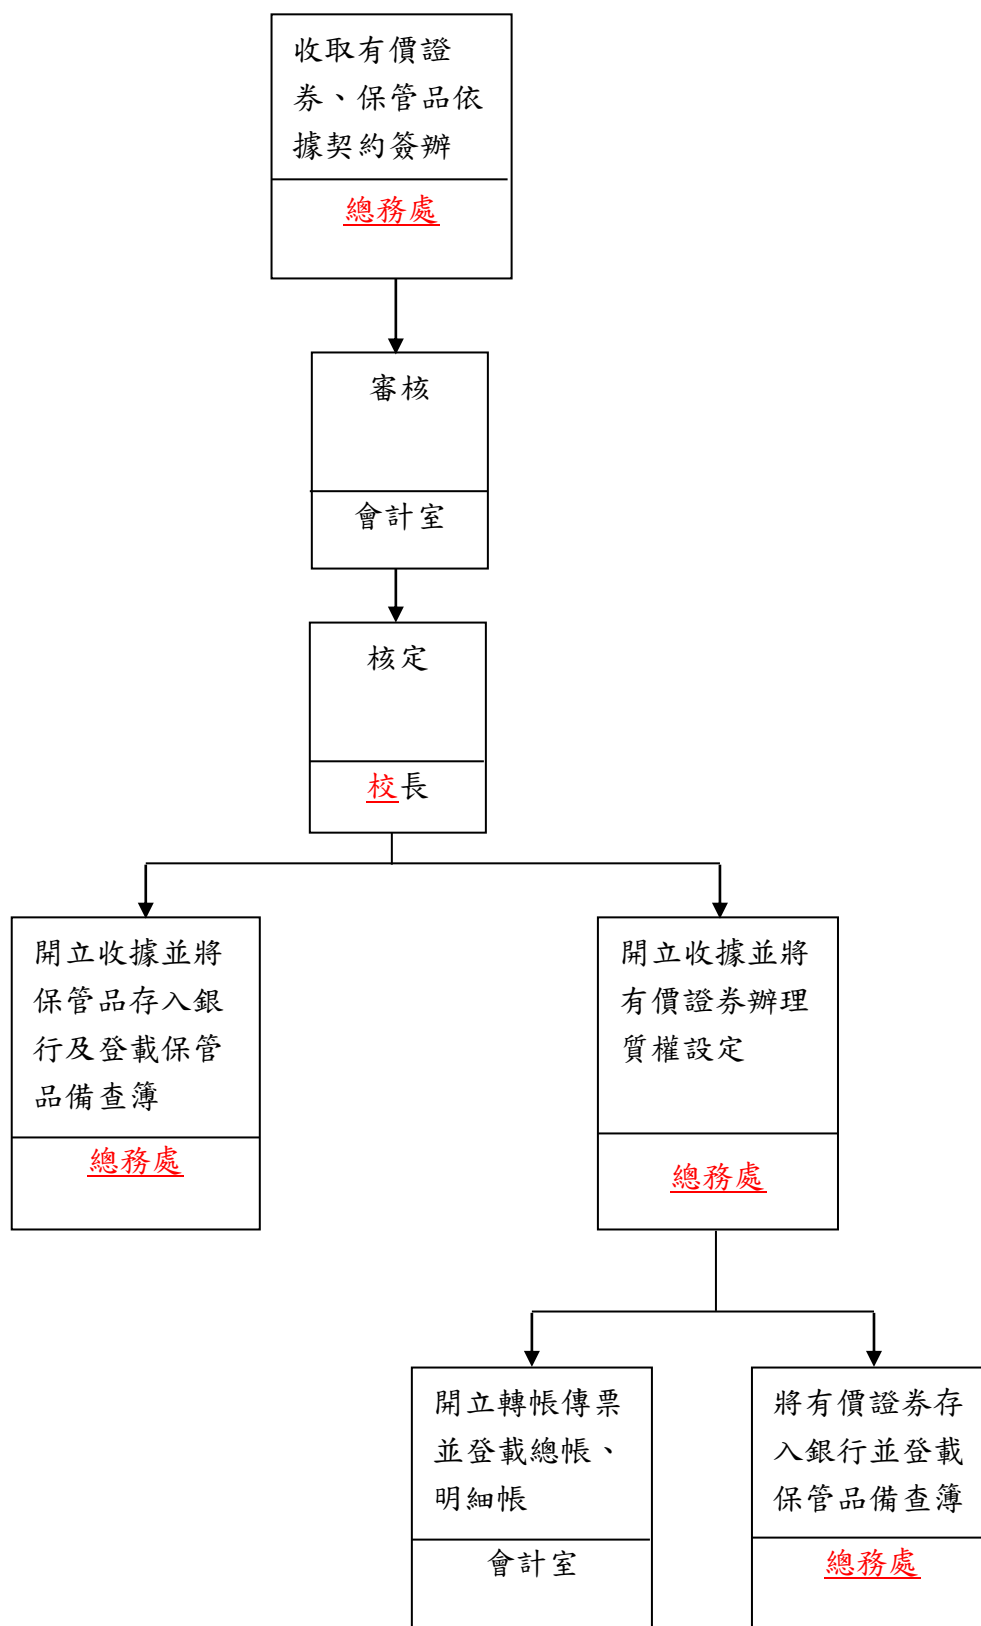 收取有價證
券、保管品依
據契約簽辦
總務處
審核
會計室
核定
校長
開立收據並將
保管品存入銀
行及登載保管
品備查簿
總務處
開立收據並將
有價證券辦理
質權設定
總務處
開立轉帳傳票
並登載總帳、
明細帳
會計室
將有價證券存
入銀行並登載
保管品備查簿
總務處